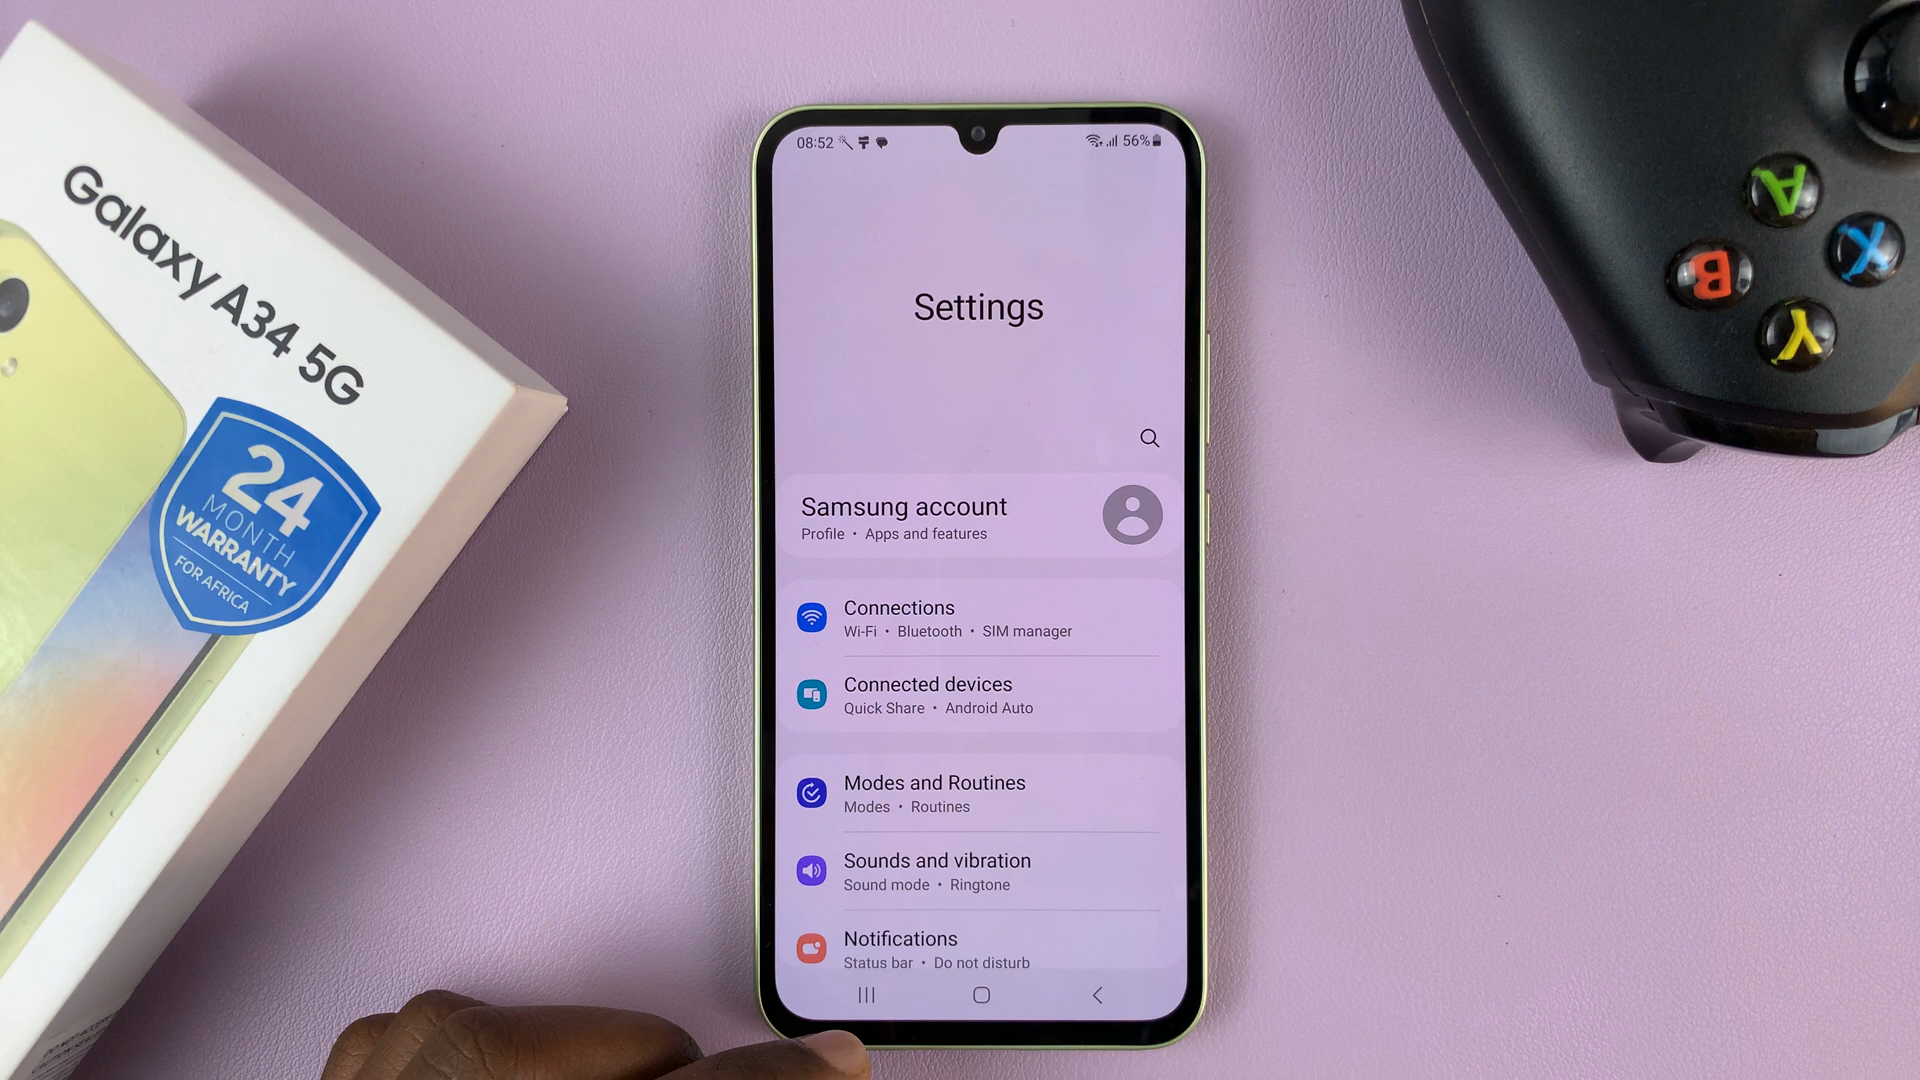 Galaxy A34 5G
24
MONTH
WARRANTY
FOR AFRICA
08:52
56%
Settings
Samsung account
Profile • Apps and features
Connections
Wi-Fi • Bluetooth • SIM manager
Connected devices
Quick Share • Android Auto
Modes and Routines
Modes • Routines
Sounds and vibration
Sound mode • Ringtone
Notifications
Status bar • Do not disturb
A
X
B
Y